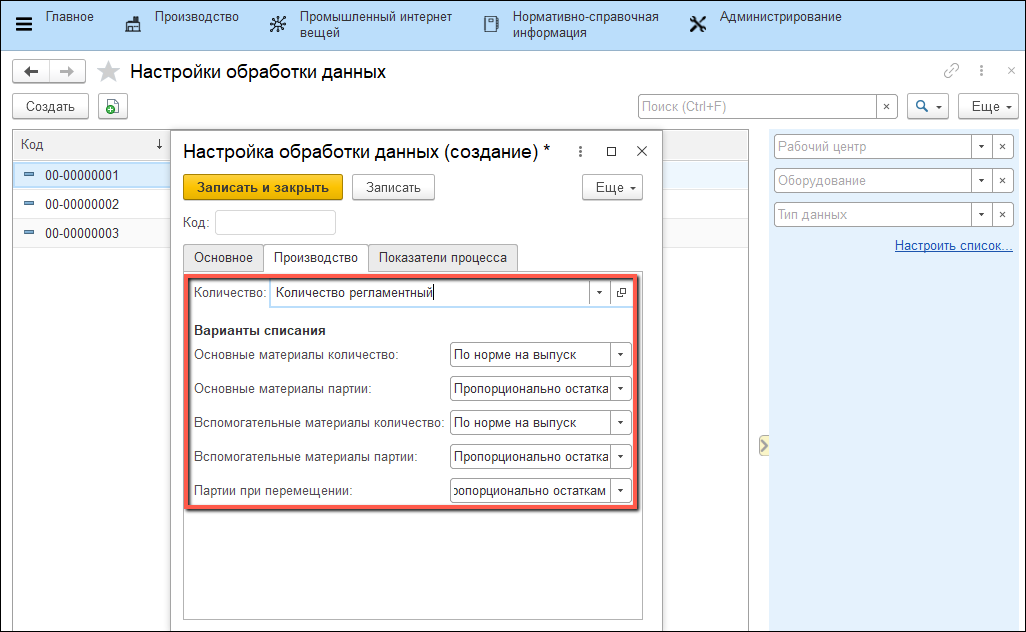 Главное
Производство
Промышленный интернет
вещей
Нормативно-справочная
информация
Администрирование
Настройки обработки данных
Создать
Поиск (Ctrl+F)
Еще
Код
00-00000001
00-00000002
00-00000003
Настройка обработки данных (создание) *
Записать и закрыть
Записать
Еще
Код:
Основное
Производство
Показатели процесса
Количество: Количество регламентный
Варианты списания
Основные материалы количество: По норме на выпуск
Основные материалы партии: Пропорционально остатка
Вспомогательные материалы количество: По норме на выпуск
Вспомогательные материалы партии: Пропорционально остатка
Партии при перемещении: ропорционально остаткам
Рабочий центр
Оборудование
Тип данных
Настроить список...